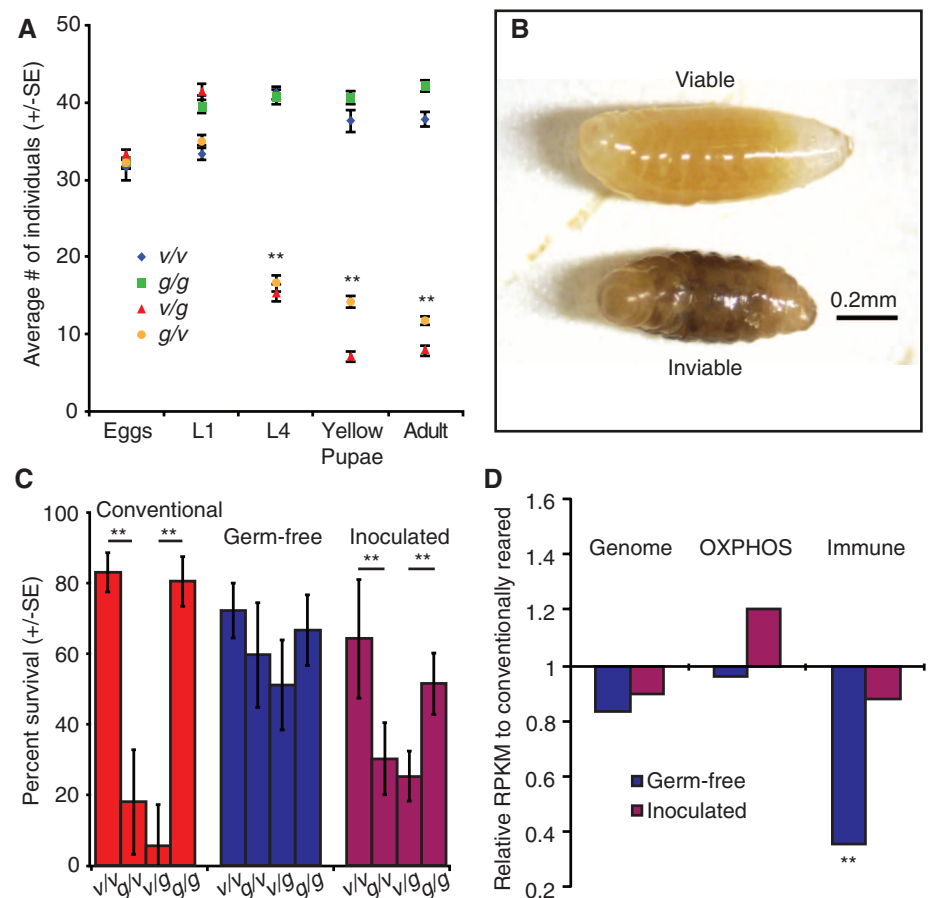 A
Average # of individuals (+/-SE)
50
40
30
20
10
0
**
**
**
v/v
g/g
v/g
g/v
Eggs
L1
L4
Yellow
Pupae
Adult
B
Viable
0.2mm
Inviable
C
Percent survival (+/-SE)
100
80
60
40
20
0
Conventional
**
**
Germ-free
Inoculated
**
**
v/v g/v v/g g/g
v/v g/v v/g g/g
v/v g/v v/g g/g
D
Relative RPKM to conventionally reared
1.6
1.4
1.2
1
0.8
0.6
0.4
0.2
Genome
OXPHOS
Immune
Germ-free
Inoculated
**